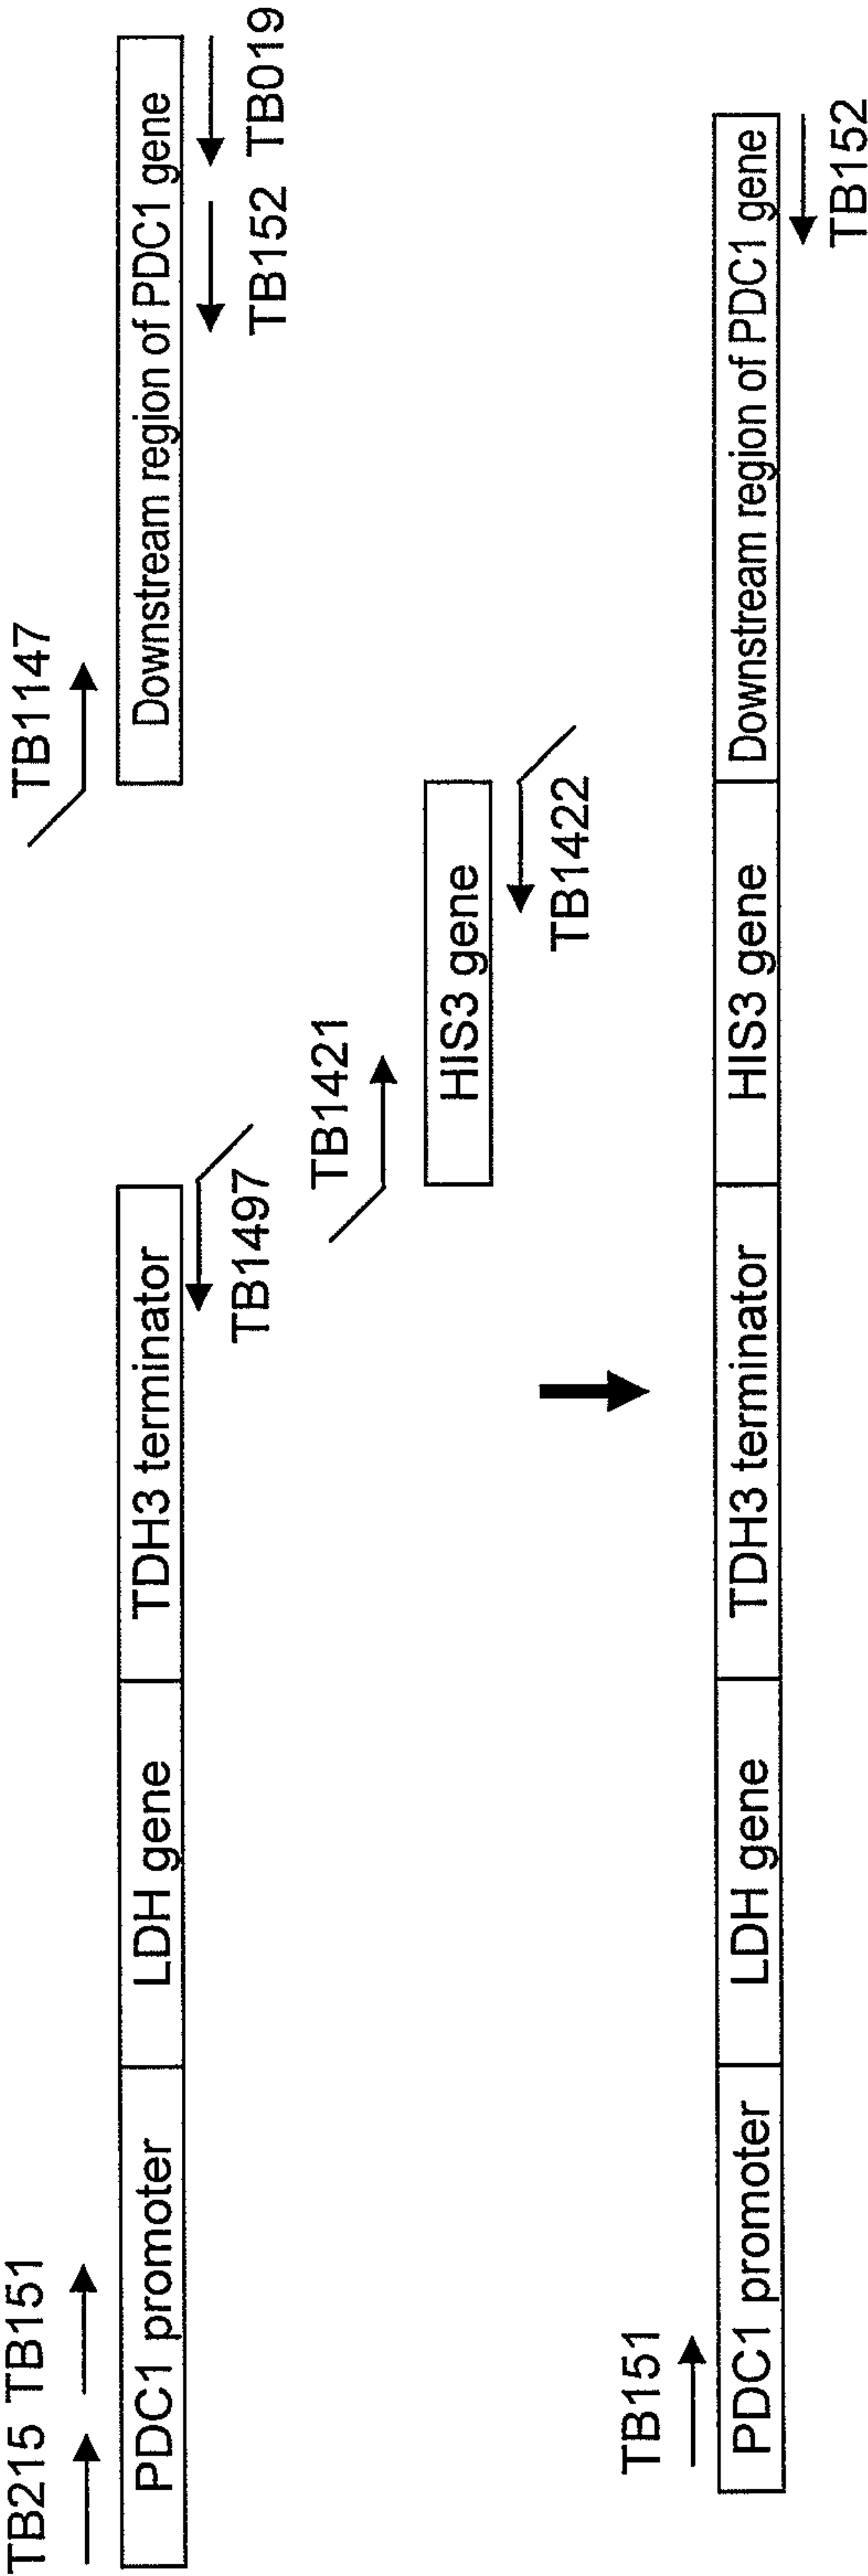 TB215 TB151
TB1147
PDC1 promoter
LDH gene
TDH3 terminator
Downstream region of PDC1 gene
TB1497
TB152 TB019
TB1421
HIS3 gene
TB1422
TB151
PDC1 promoter
LDH gene
TDH3 terminator
HIS3 gene
Downstream region of PDC1 gene
TB152